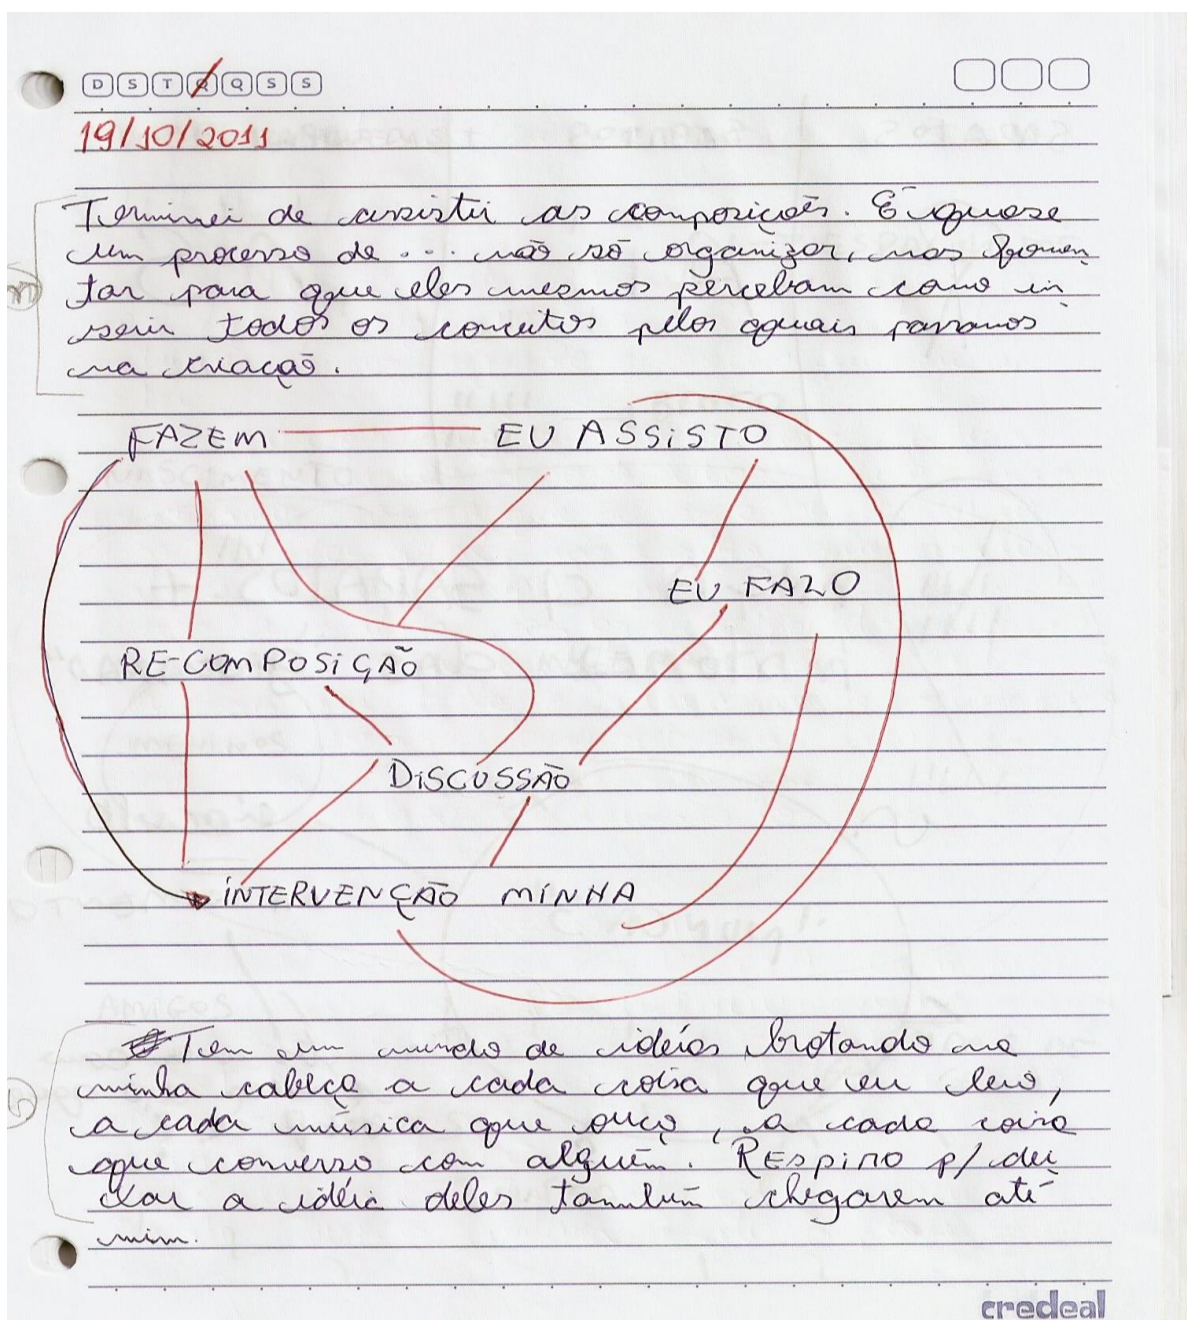 D S T Q Q S S
19/10/2011
Terminei de assistir as composições. É quase
um processo de ... não só organizar, mas fomen
tar para que eles mesmos percebam como in
serir todos os conceitos pelos quais passamos
na criação.
FAZEM EU ASSiSTO
EU FALO
RE-COMPOSiÇÃO
DiSCUSSÃO
iNTERVENÇÃO MiNHA
Tem um mundo de idéias brotando na
minha cabeça a cada coisa que eu leio,
a cada música que ouço, a cada coisa
que converso com alguém. REspiro p/ dei
xar a idéia deles também chegarem até
mim.
credeal